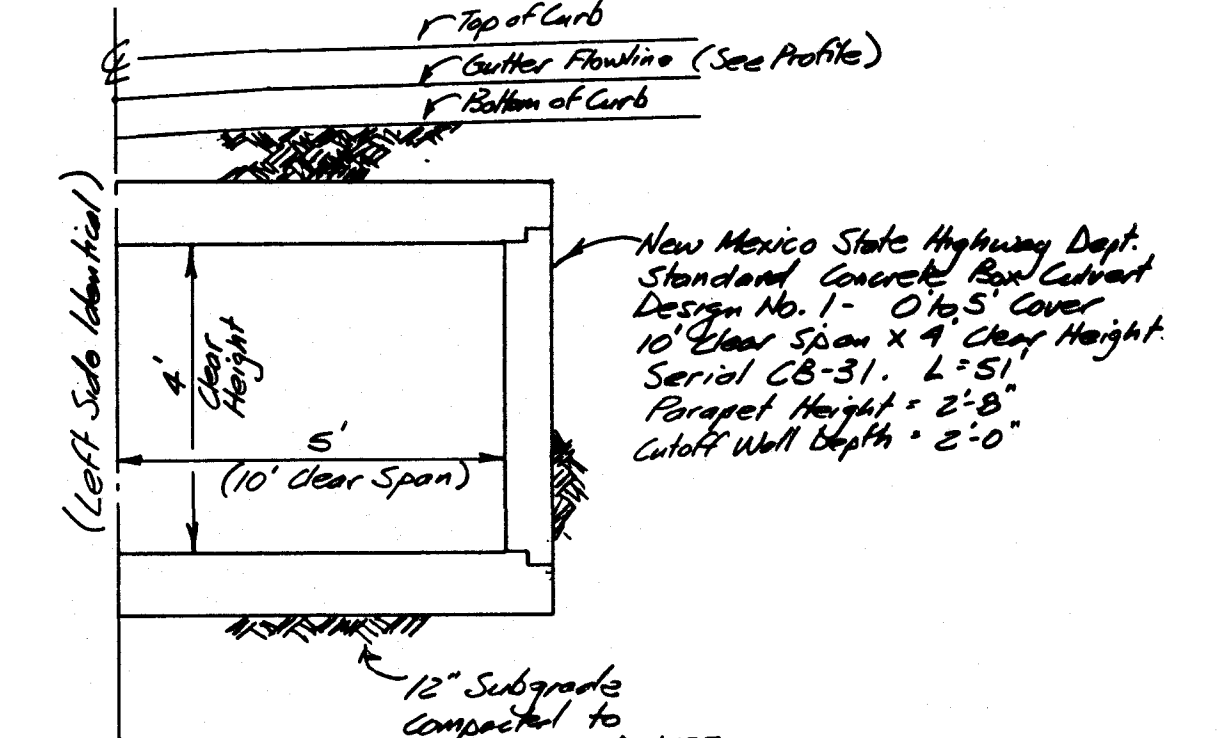 Top of Curb
℄
Gutter Flowline (See Profile)
Bottom of Curb
(Left Side Identical)
New Mexico State Highway Dept.
Standard Concrete Box Culvert
Design No. 1- 0' to 5' Cover
10' Clear Span x 4' Clear Height.
Serial CB-31. L=51'
Parapet Height = 2'-8"
Cutoff Wall Depth = 2'-0"
4'
Clear
Height
5'
(10' Clear Span)
12" Subgrade
Compacted to